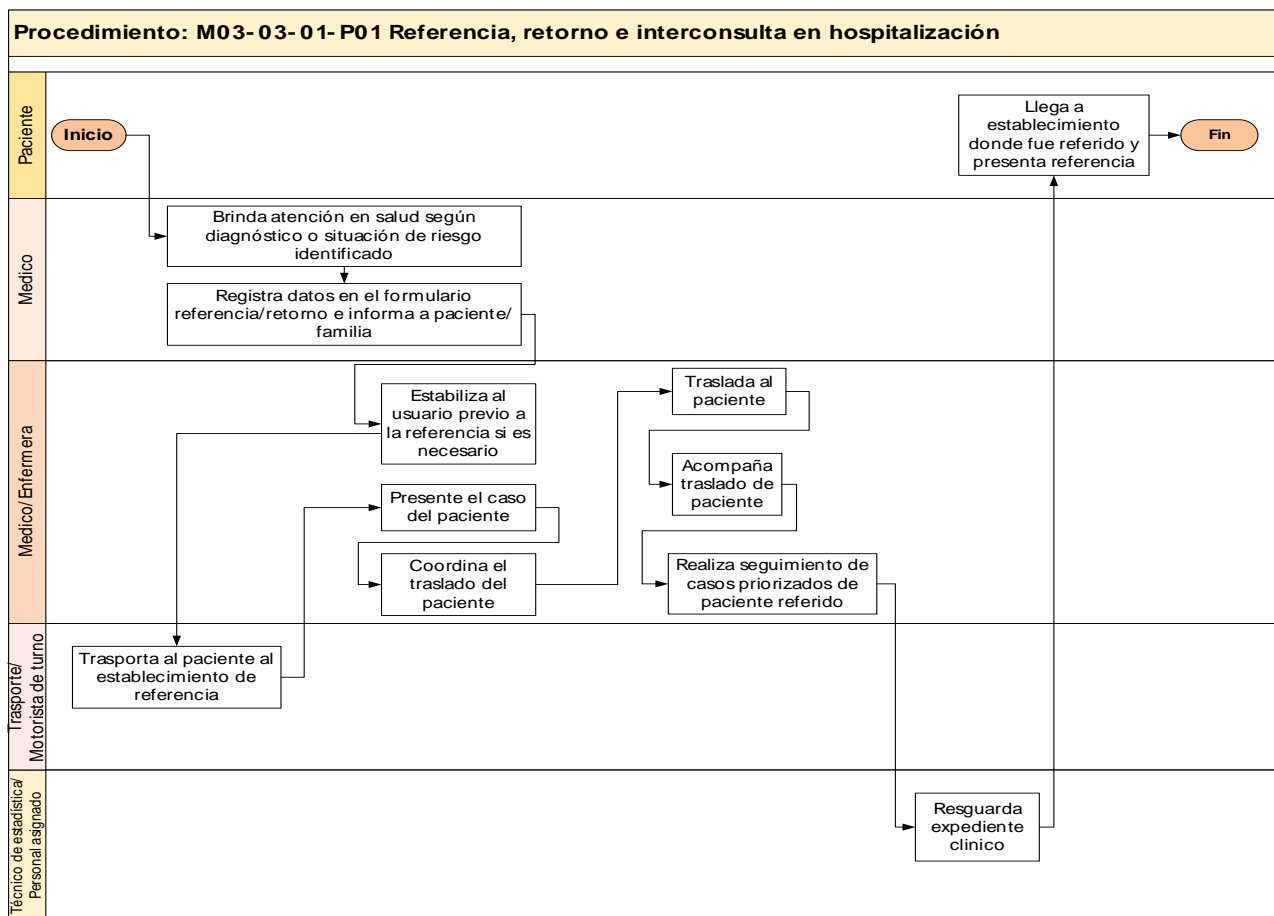 Procedimiento: M03-03-01-P01 Referencia, retorno e interconsulta en hospitalización
Paciente
Inicio
Llega a
establecimiento
donde fue referido y
presenta referencia
Fin
Medico
Brinda atención en salud según
diagnóstico o situación de riesgo
identificado
Registra datos en el formulario
referencia/retorno e informa a paciente/
familia
Medico/Enfermera
Estabiliza al
usuario previo a
la referencia si es
necesario
Presente el caso
del paciente
Coordina el
traslado del
paciente
Traslada al
paciente
Acompaña
traslado de
paciente
Realiza seguimiento de
casos priorizados de
paciente referido
Trasporte/
Motorista de turno
Trasporta al paciente al
establecimiento de
referencia
Técnico de estadística/
Personal asignado
Resguarda
expediente
clinico